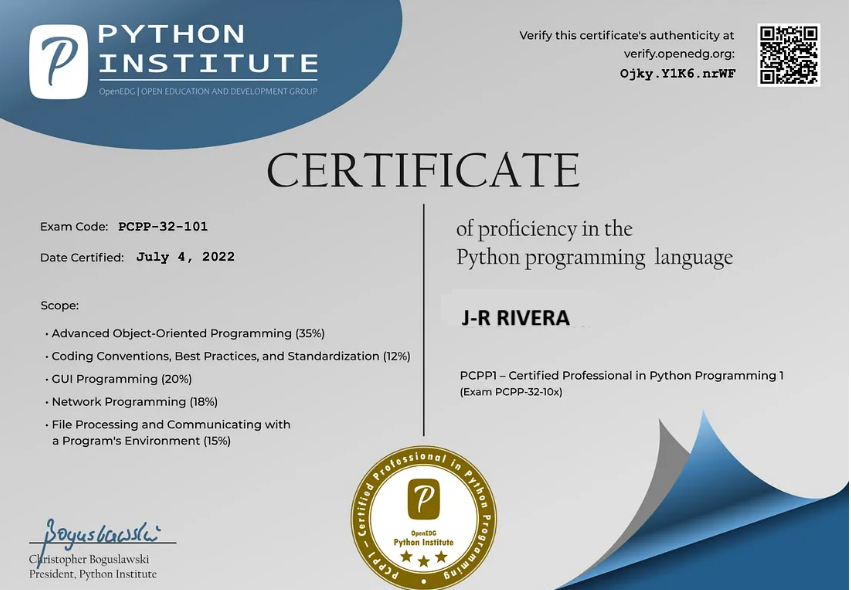 PYTHON
INSTITUTE
OpenEDG | OPEN EDUCATION AND DEVELOPMENT GROUP
Verify this certificate's authenticity at
verify.openedg.org:
Ojky.Y1K6.nrWF
CERTIFICATE
Exam Code: PCPP-32-101
Date Certified: July 4, 2022
Scope:
• Advanced Object-Oriented Programming (35%)
• Coding Conventions, Best Practices, and Standardization (12%)
• GUI Programming (20%)
• Network Programming (18%)
• File Processing and Communicating with
a Program's Environment (15%)
of proficiency in the
Python programming language
J-R RIVERA
PCPP1 – Certified Professional in Python Programming 1
(Exam PCPP-32-10x)
PCPP1 – Certified Professional in Python Programming
OpenEDG
Python Institute
Boguslawski
Christopher Boguslawski
President, Python Institute